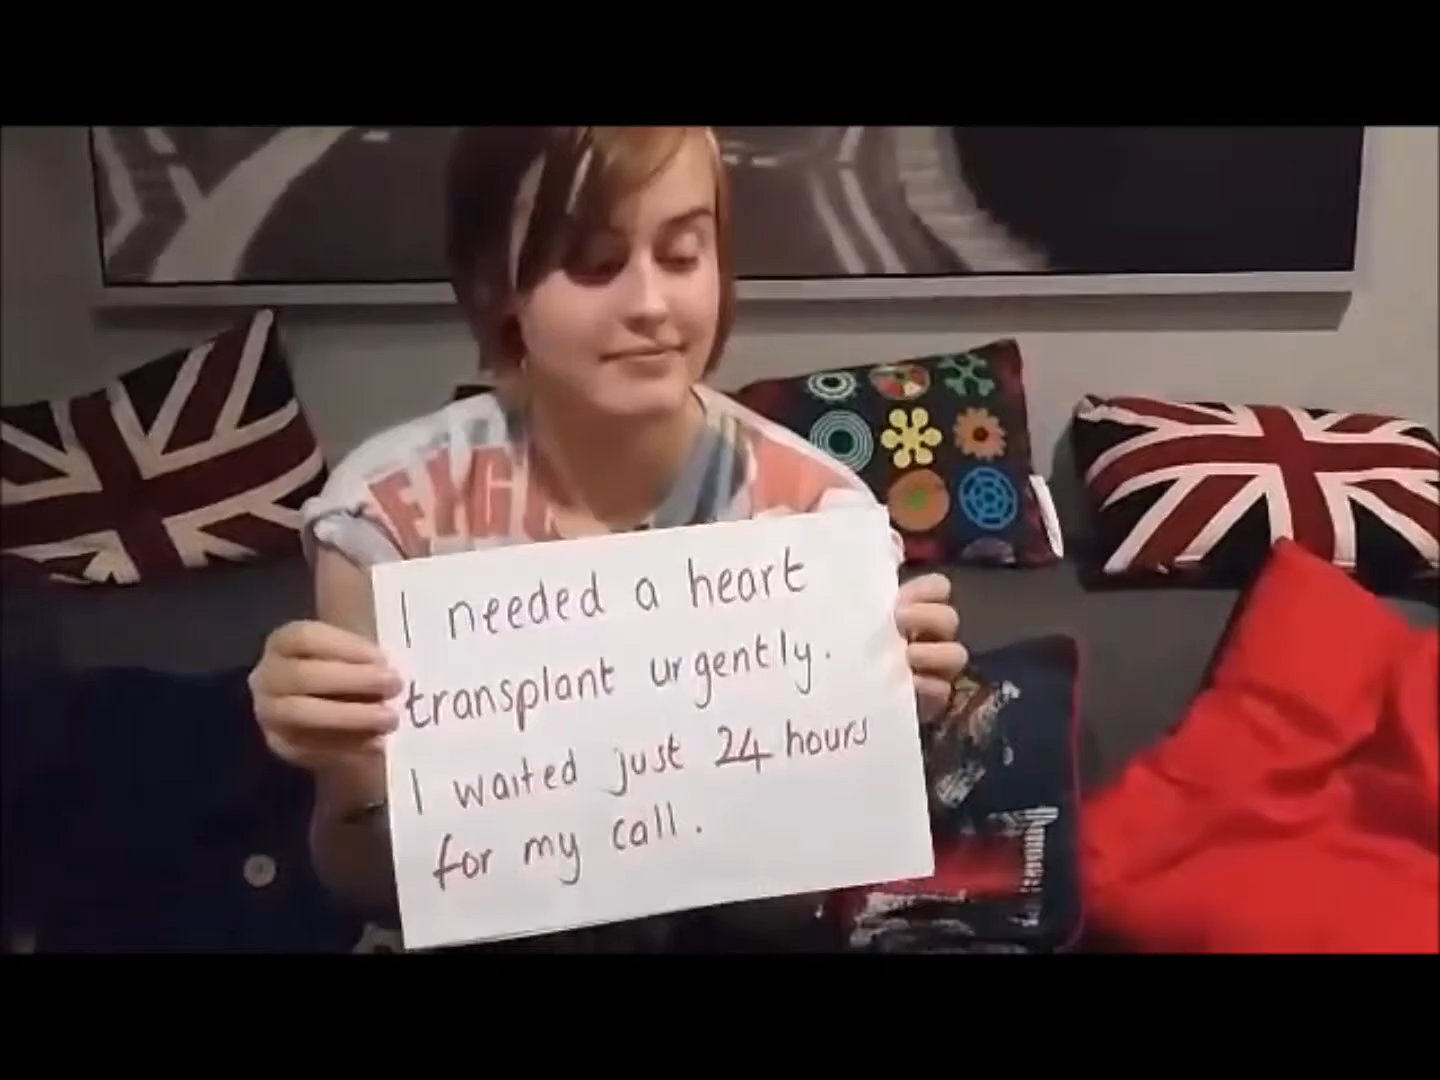 I needed a heart
transplant urgently.
I waited just 24 hours
for my call.